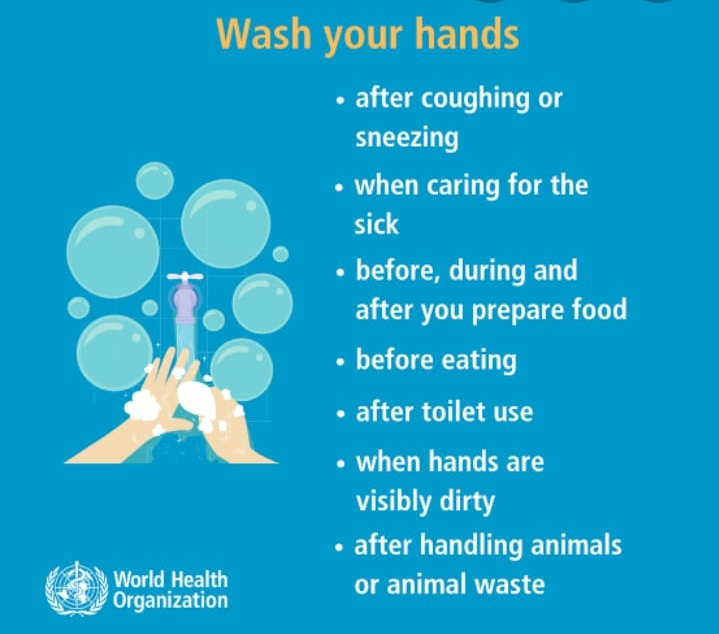 Wash your hands
• after coughing or
sneezing
• when caring for the
sick
• before, during and
after you prepare food
• before eating
• after toilet use
• when hands are
visibly dirty
• after handling animals
or animal waste
World Health
Organization